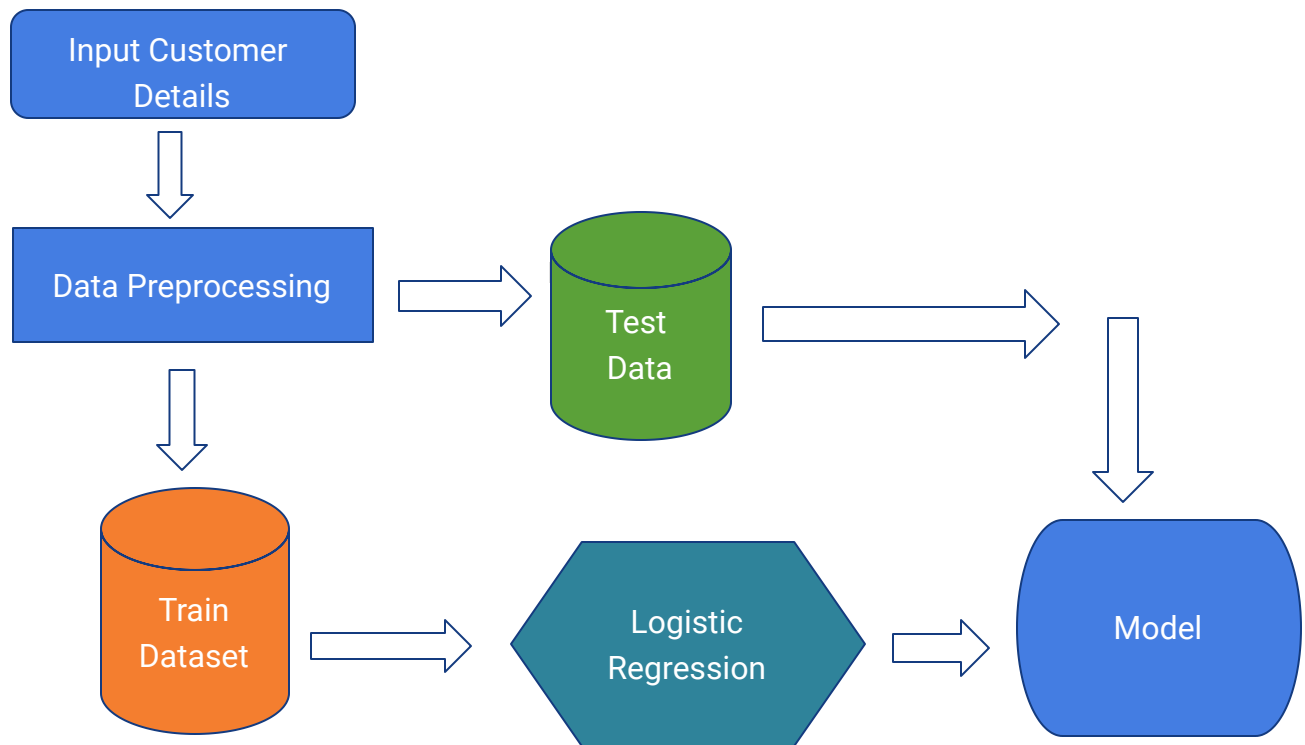 Input Customer
Details
Data Preprocessing
Test
Data
Train
Dataset
Logistic
Regression
Model